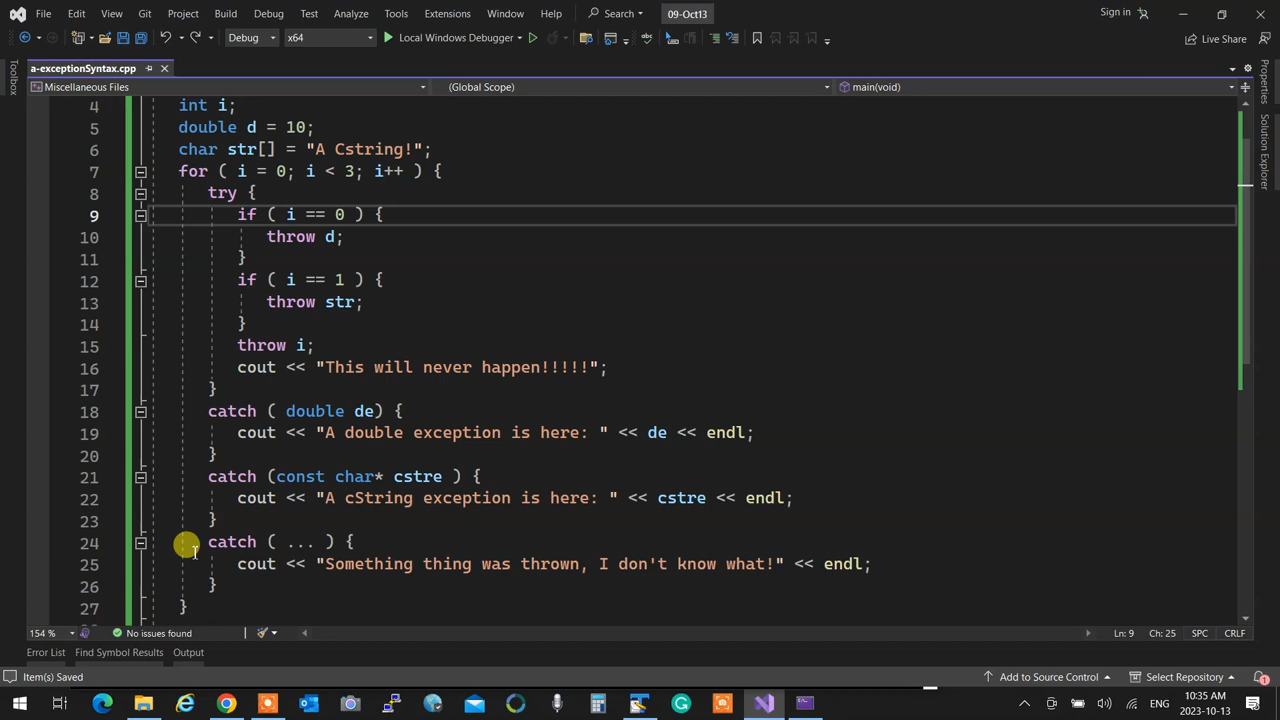 File Edit View Git Project Build Debug Test Analyze Tools Extensions Window Help Search 09-Oct13 Sign in
Debug x64 Local Windows Debugger Live Share
Toolbox
a-exceptionSyntax.cpp
Miscellaneous Files (Global Scope) main(void)
Properties
Solution Explorer
4 int i;
5 double d = 10;
6 char str[] = "A Cstring!";
7 for ( i = 0; i < 3; i++ ) {
8 try {
9 if ( i == 0 ) {
10 throw d;
11 }
12 if ( i == 1 ) {
13 throw str;
14 }
15 throw i;
16 cout << "This will never happen!!!!!";
17 }
18 catch ( double de) {
19 cout << "A double exception is here: " << de << endl;
20 }
21 catch (const char* cstre ) {
22 cout << "A cString exception is here: " << cstre << endl;
23 }
24 catch ( ... ) {
25 cout << "Something thing was thrown, I don't know what!" << endl;
26 }
27 }
154 % No issues found Ln: 9 Ch: 25 SPC CRLF
Error List Find Symbol Results Output
Item(s) Saved Add to Source Control Select Repository 1
ENG 10:35 AM
2023-10-13